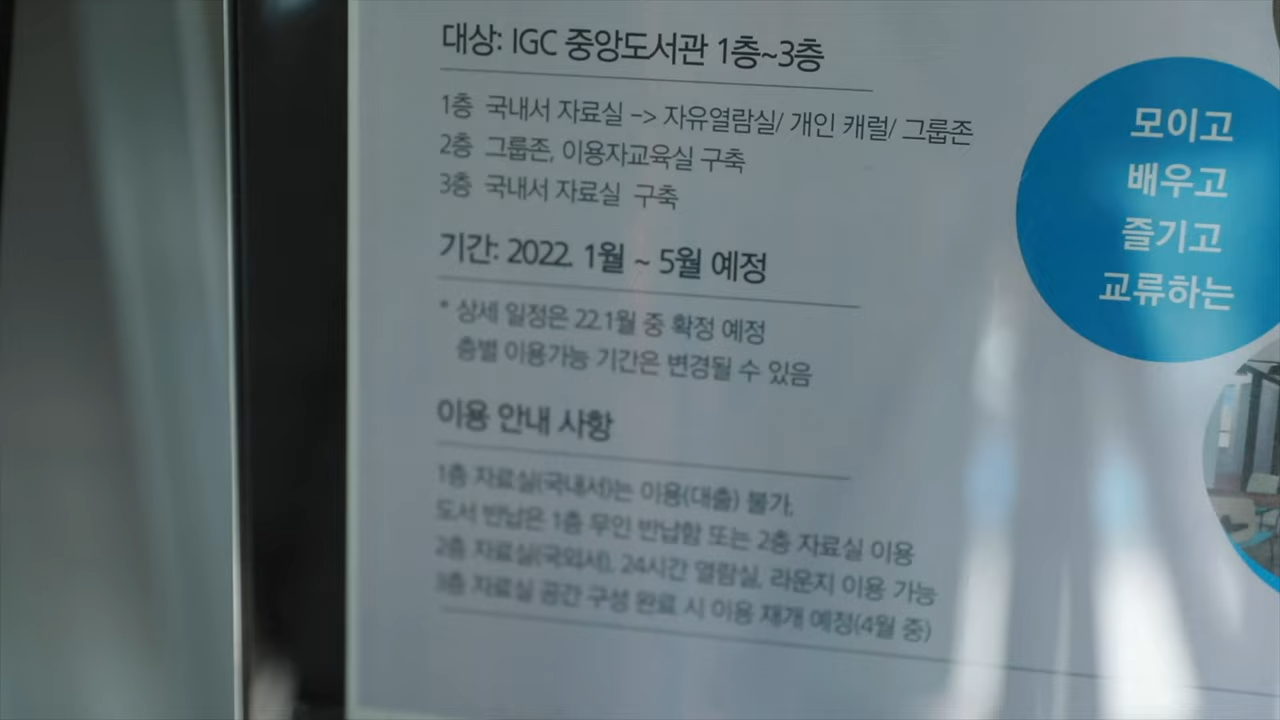 대상: IGC 중앙도서관 1층~3층
1층 국내서 자료실 -> 자유열람실/ 개인 캐럴/ 그룹존
2층 그룹존, 이용자교육실 구축
3층 국내서 자료실 구축
기간: 2022. 1월 ~ 5월 예정
* 상세 일정은 22.1월 중 확정 예정
층별 이용가능 기간은 변경될 수 있음
이용 안내 사항
1층 자료실(국내서)는 이용(대출) 불가,
도서 반납은 1층 무인 반납함 또는 2층 자료실 이용
2층 자료실(국외서), 24시간 열람실, 라운지 이용 가능
3층 자료실 공간 구성 완료 시 이용 재개 예정(4월 중)
모이고
배우고
즐기고
교류하는